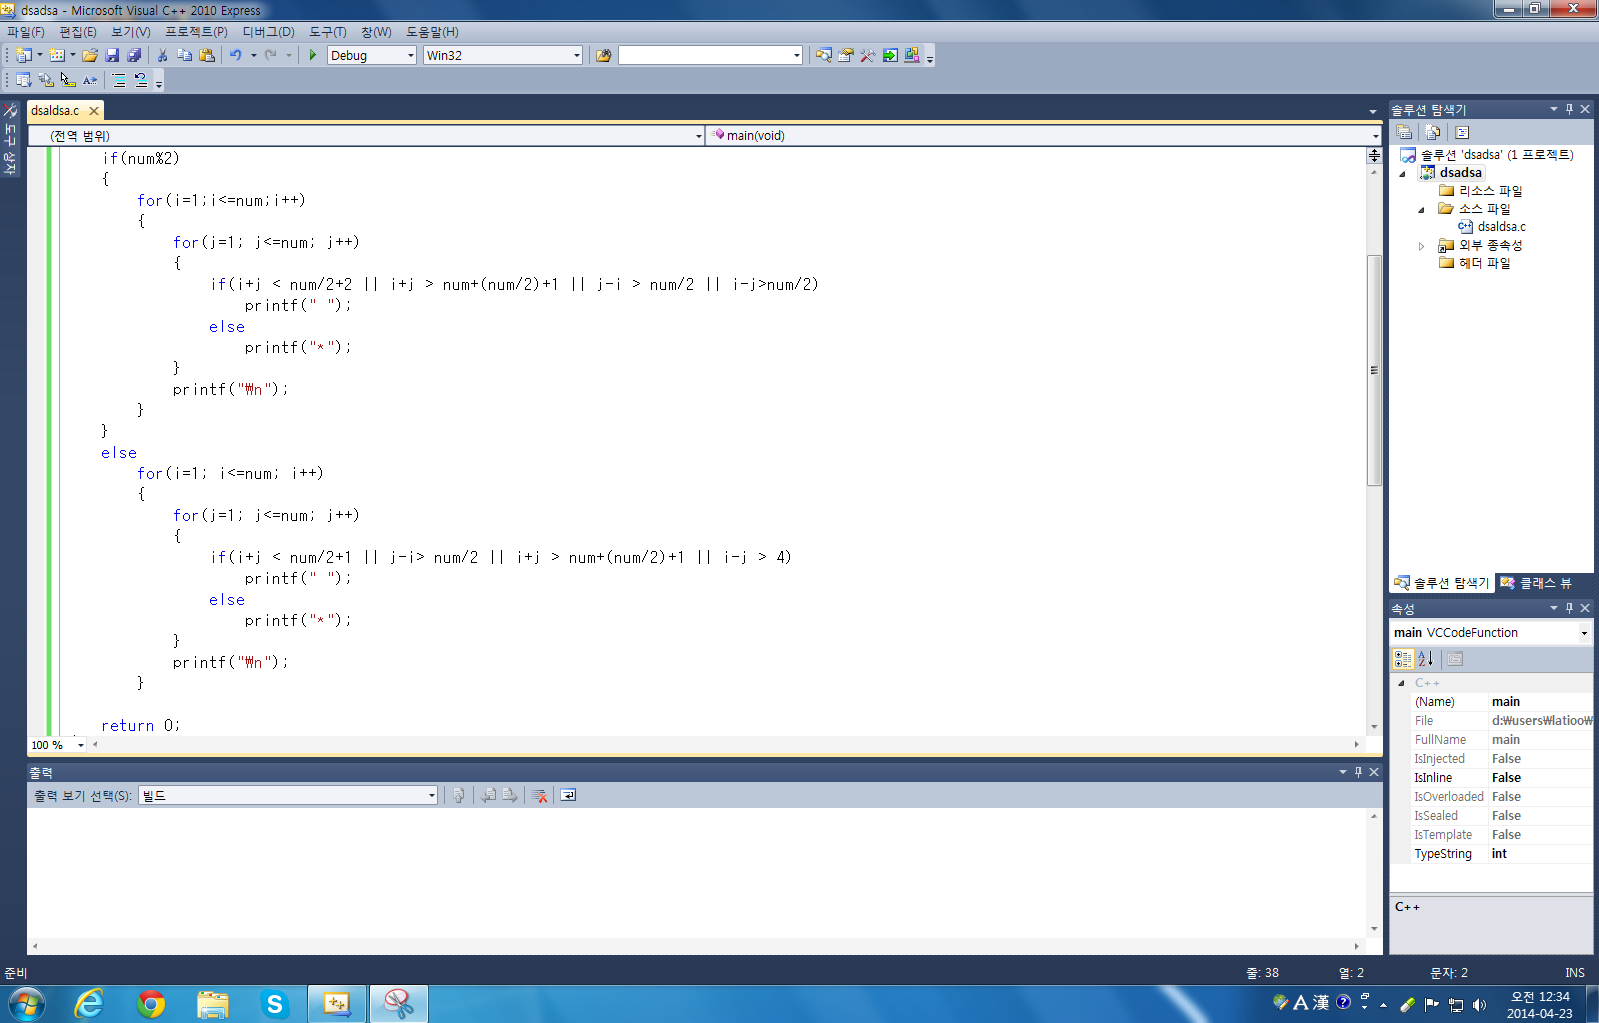 dsadsa - Microsoft Visual C++ 2010 Express
파일(F) 편집(E) 보기(V) 프로젝트(P) 디버그(D) 도구(T) 창(W) 도움말(H)
Debug Win32
도구 상자
dsaldsa.c
(전역 범위) main(void)
if(num%2)
{
for(i=1;i<=num;i++)
{
for(j=1; j<=num; j++)
{
if(i+j < num/2+2 || i+j > num+(num/2)+1 || j-i > num/2 || i-j>num/2)
printf(" ");
else
printf("*");
}
printf("₩n");
}
}
else
for(i=1; i<=num; i++)
{
for(j=1; j<=num; j++)
{
if(i+j < num/2+1 || j-i> num/2 || i+j > num+(num/2)+1 || i-j > 4)
printf(" ");
else
printf("*");
}
printf("₩n");
}
return 0;
100 %
출력
출력 보기 선택(S): 빌드
솔루션 탐색기
솔루션 'dsadsa' (1 프로젝트)
dsadsa
리소스 파일
소스 파일
dsaldsa.c
외부 종속성
헤더 파일
솔루션 탐색기 클래스 뷰
속성
main VCCodeFunction
C++
(Name) main
File d:₩users₩latioo₩
FullName main
IsInjected False
IsInline False
IsOverloaded False
IsSealed False
IsTemplate False
TypeString int
C++
준비 줄: 38 열: 2 문자: 2 INS
A 漢
오전 12:34
2014-04-23